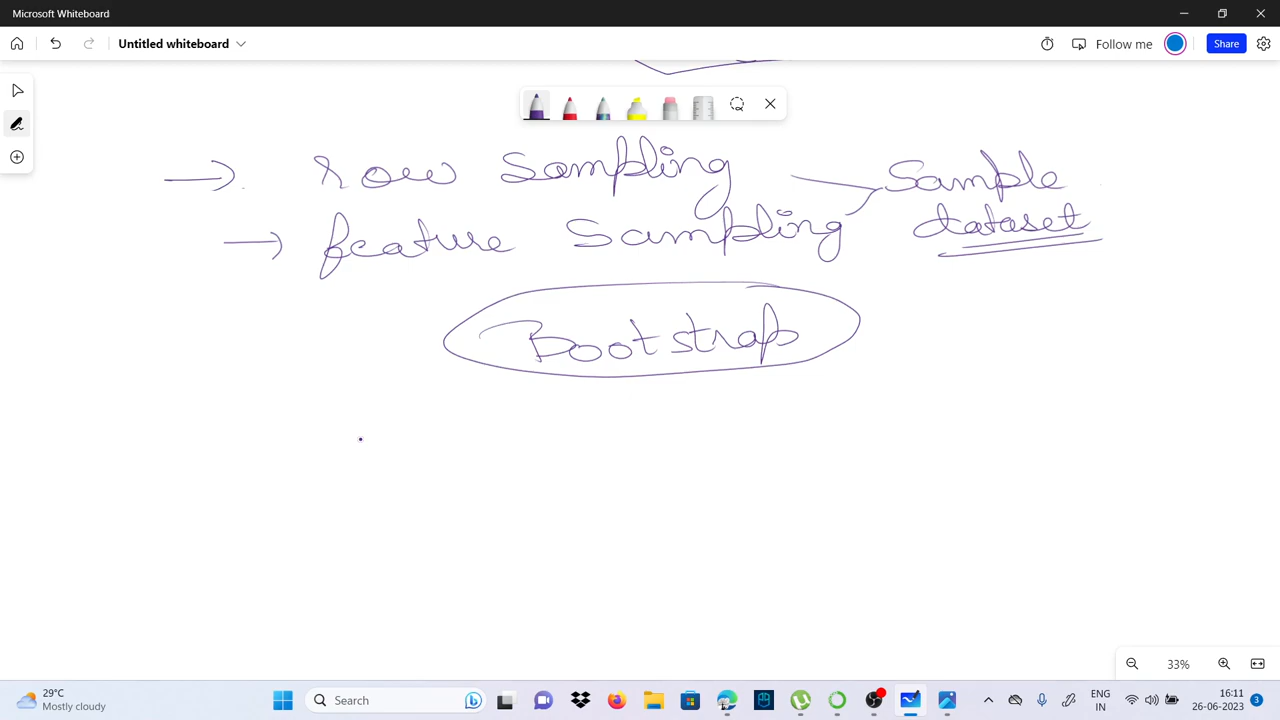 Microsoft Whiteboard
Untitled whiteboard
Follow me
Share
→ row sampling
Sample
→ feature sampling
dataset
Bootstrap
33%
29°C
Mostly cloudy
Search
ENG
IN
16:11
26-06-2023
3